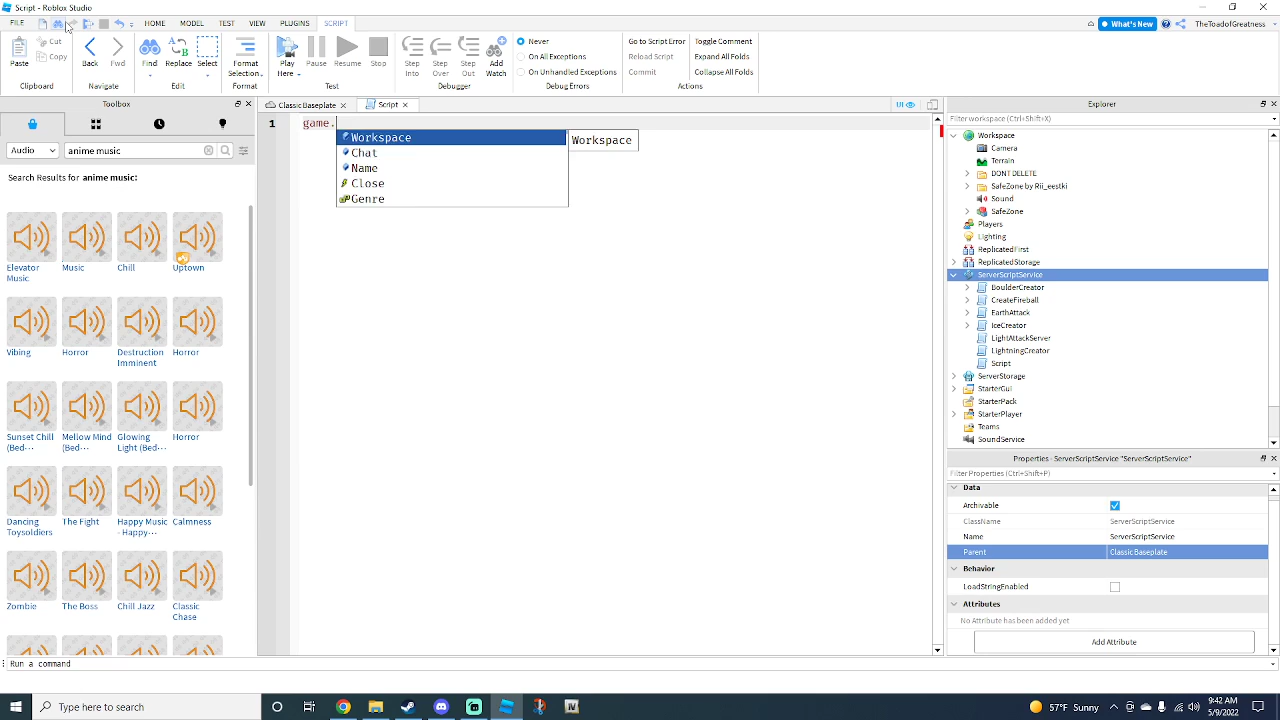 Script - Roblox Studio
FILE HOME MODEL TEST VIEW PLUGINS SCRIPT What's New TheToadofGreatness
Paste Cut Copy Back Fwd Find Replace Select Format Selection Play Here Pause Resume Stop Step Into Step Over Step Out Add Watch
Never Go to Script Error Toggle Comment
On All Exceptions Reload Script Expand All Folds
On Unhandled Exceptions Commit Collapse All Folds
Clipboard Navigate Edit Format Test Debugger Debug Errors Actions
Toolbox
Audio anime music
Search Results for anime music:
Elevator Music
Music
Chill
Uptown
Vibing
Horror
Destruction Imminent
Horror
Sunset Chill (Bed···
Mellow Mind (Bed···
Glowing Light (Bed···
Horror
Dancing Toysoldiers
The Fight
Happy Music - Happy···
Calmness
Zombie
The Boss
Chill Jazz
Classic Chase
Classic Baseplate Script UI
1 game.
Workspace Workspace
Chat
Name
Close
Genre
Explorer
Filter workspace (Ctrl+Shift+X)
Workspace
Camera
Terrain
DONT DELETE
SafeZone by Rii_eestki
Sound
SafeZone
Players
Lighting
ReplicatedFirst
ReplicatedStorage
ServerScriptService
BoulderCreator
CreateFireball
EarthAttack
IceCreator
LightAttackServer
LightningCreator
Script
ServerStorage
StarterGui
StarterPack
StarterPlayer
Teams
SoundService
Properties - ServerScriptService "ServerScriptService"
Filter Properties (Ctrl+Shift+P)
Data
Archivable
ClassName ServerScriptService
Name ServerScriptService
Parent Classic Baseplate
Behavior
LoadStringEnabled
Attributes
No Attribute has been added yet
Add Attribute
Run a command
Type here to search
57°F Sunny
9:42 AM
5/9/2022